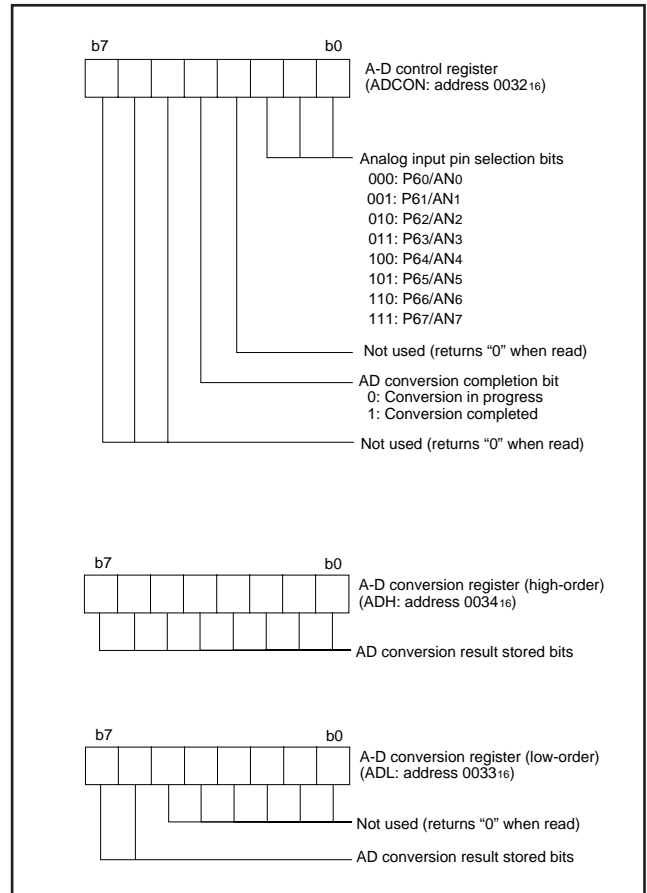 b7 b0
A-D control register
(ADCON: address 003216)
Analog input pin selection bits
000: P60/AN0
001: P61/AN1
010: P62/AN2
011: P63/AN3
100: P64/AN4
101: P65/AN5
110: P66/AN6
111: P67/AN7
Not used (returns “0” when read)
AD conversion completion bit
0: Conversion in progress
1: Conversion completed
Not used (returns “0” when read)
b7 b0
A-D conversion register (high-order)
(ADH: address 003416)
AD conversion result stored bits
b7 b0
A-D conversion register (low-order)
(ADL: address 003316)
Not used (returns “0” when read)
AD conversion result stored bits